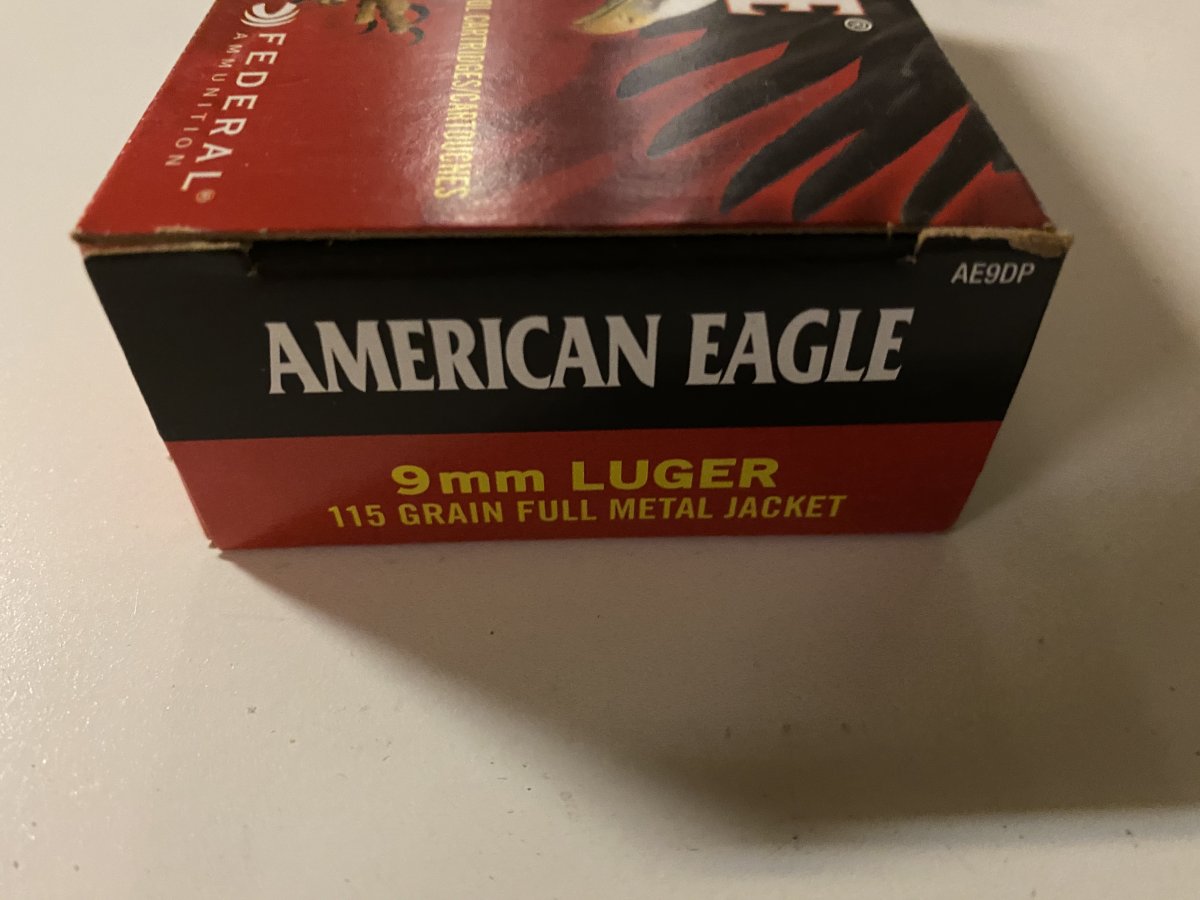 FEDERAL®
AMMUNITION
CARTRIDGES/CARTOUCHES
E®
AE9DP
AMERICAN EAGLE
9mm LUGER
115 GRAIN FULL METAL JACKET